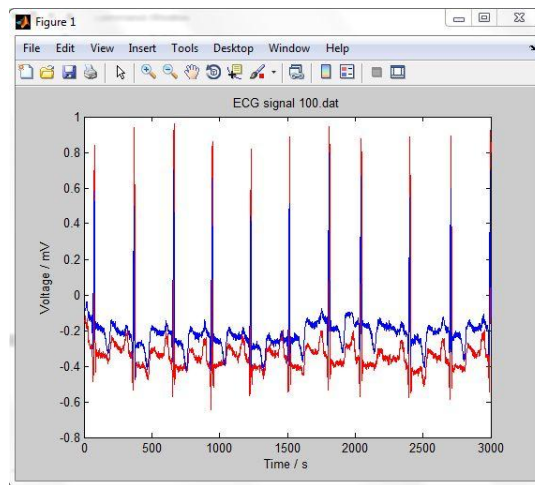 Figure 1
File Edit View Insert Tools Desktop Window Help
ECG signal 100.dat
Voltage / mV
1
0.8
0.6
0.4
0.2
0
-0.2
-0.4
-0.6
-0.8
0 500 1000 1500 2000 2500 3000
Time / s